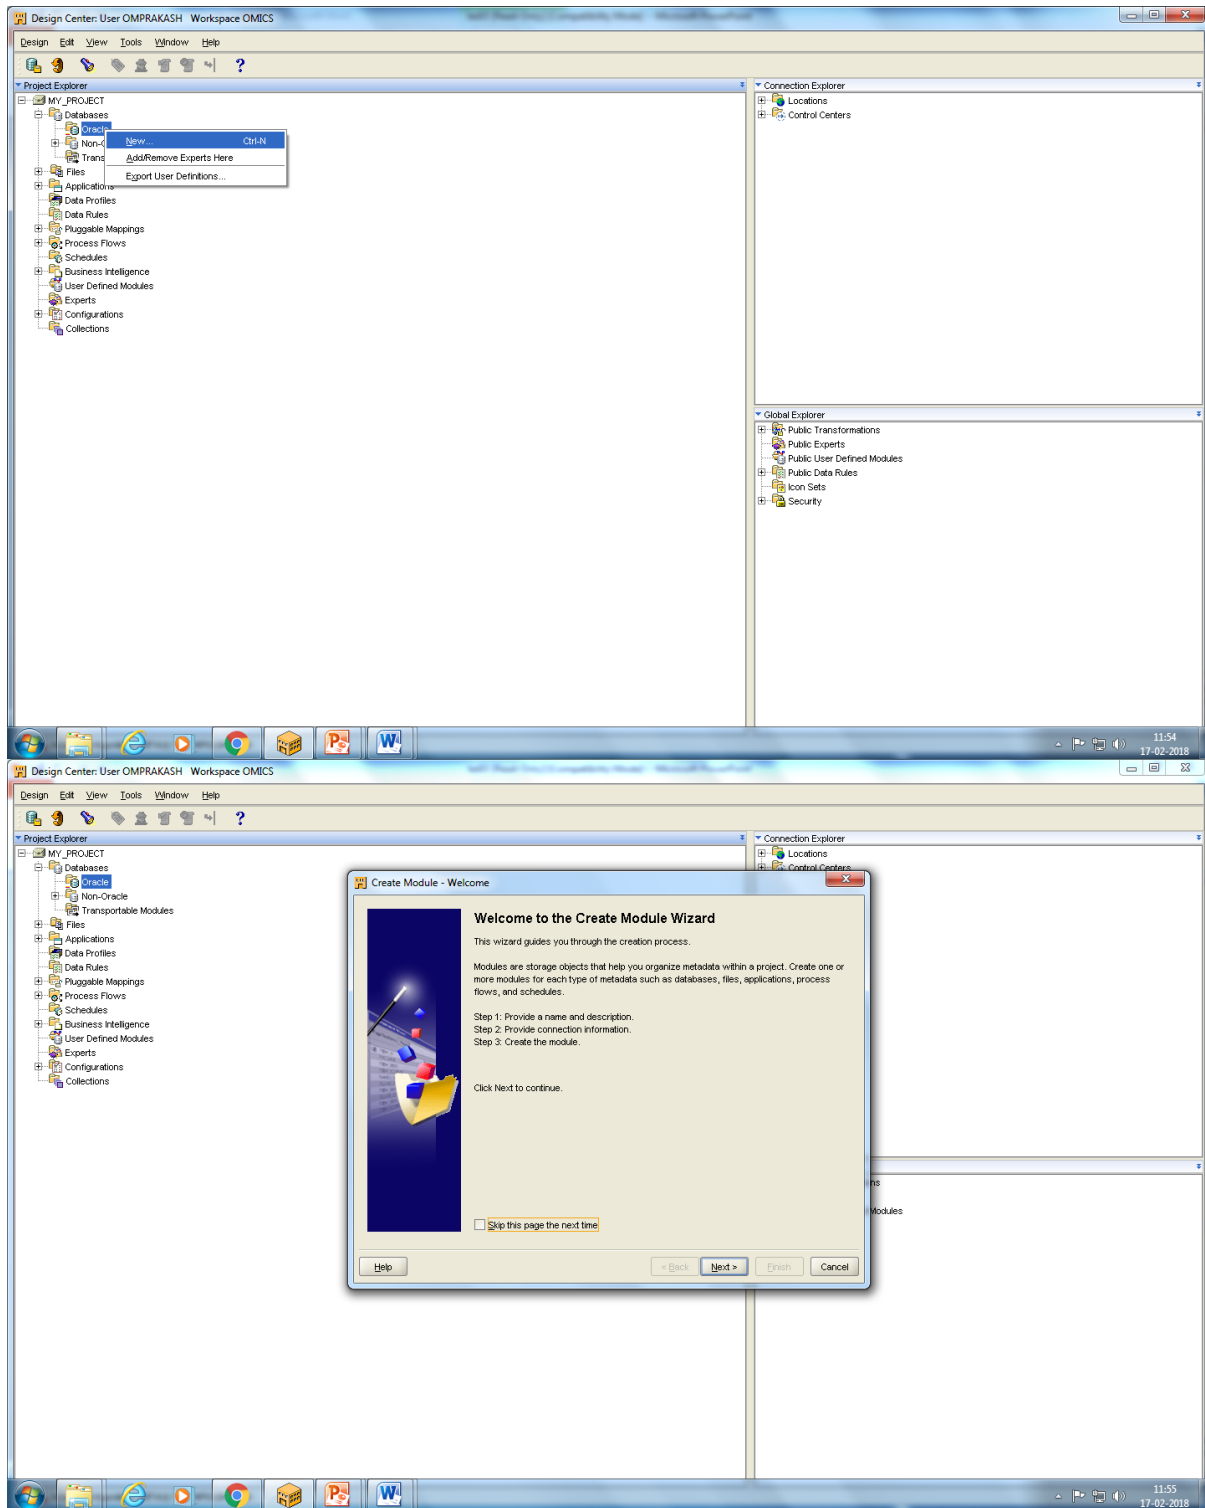 Design Center: User OMPRAKASH Workspace OMICS
Design Edit View Tools Window Help
Project Explorer
MY_PROJECT
Databases
Oracle
New... Ctrl-N
Non-
Add/Remove Experts Here
Trans
Files
Export User Definitions...
Applications
Data Profiles
Data Rules
Pluggable Mappings
Process Flows
Schedules
Business Intelligence
User Defined Modules
Experts
Configurations
Collections
Connection Explorer
Locations
Control Centers
Global Explorer
Public Transformations
Public Experts
Public User Defined Modules
Public Data Rules
Icon Sets
Security
11:54
17-02-2018
Design Center: User OMPRAKASH Workspace OMICS
Design Edit View Tools Window Help
Project Explorer
MY_PROJECT
Databases
Oracle
Non-Oracle
Transportable Modules
Files
Applications
Data Profiles
Data Rules
Pluggable Mappings
Process Flows
Schedules
Business Intelligence
User Defined Modules
Experts
Configurations
Collections
Connection Explorer
Locations
Control Centers
Create Module - Welcome
Welcome to the Create Module Wizard
This wizard guides you through the creation process.
Modules are storage objects that help you organize metadata within a project. Create one or
more modules for each type of metadata such as databases, files, applications, process
flows, and schedules.
Step 1: Provide a name and description.
Step 2: Provide connection information.
Step 3: Create the module.
Click Next to continue.
Skip this page the next time
Help < Back Next > Finish Cancel
ns
Modules
11:55
17-02-2018